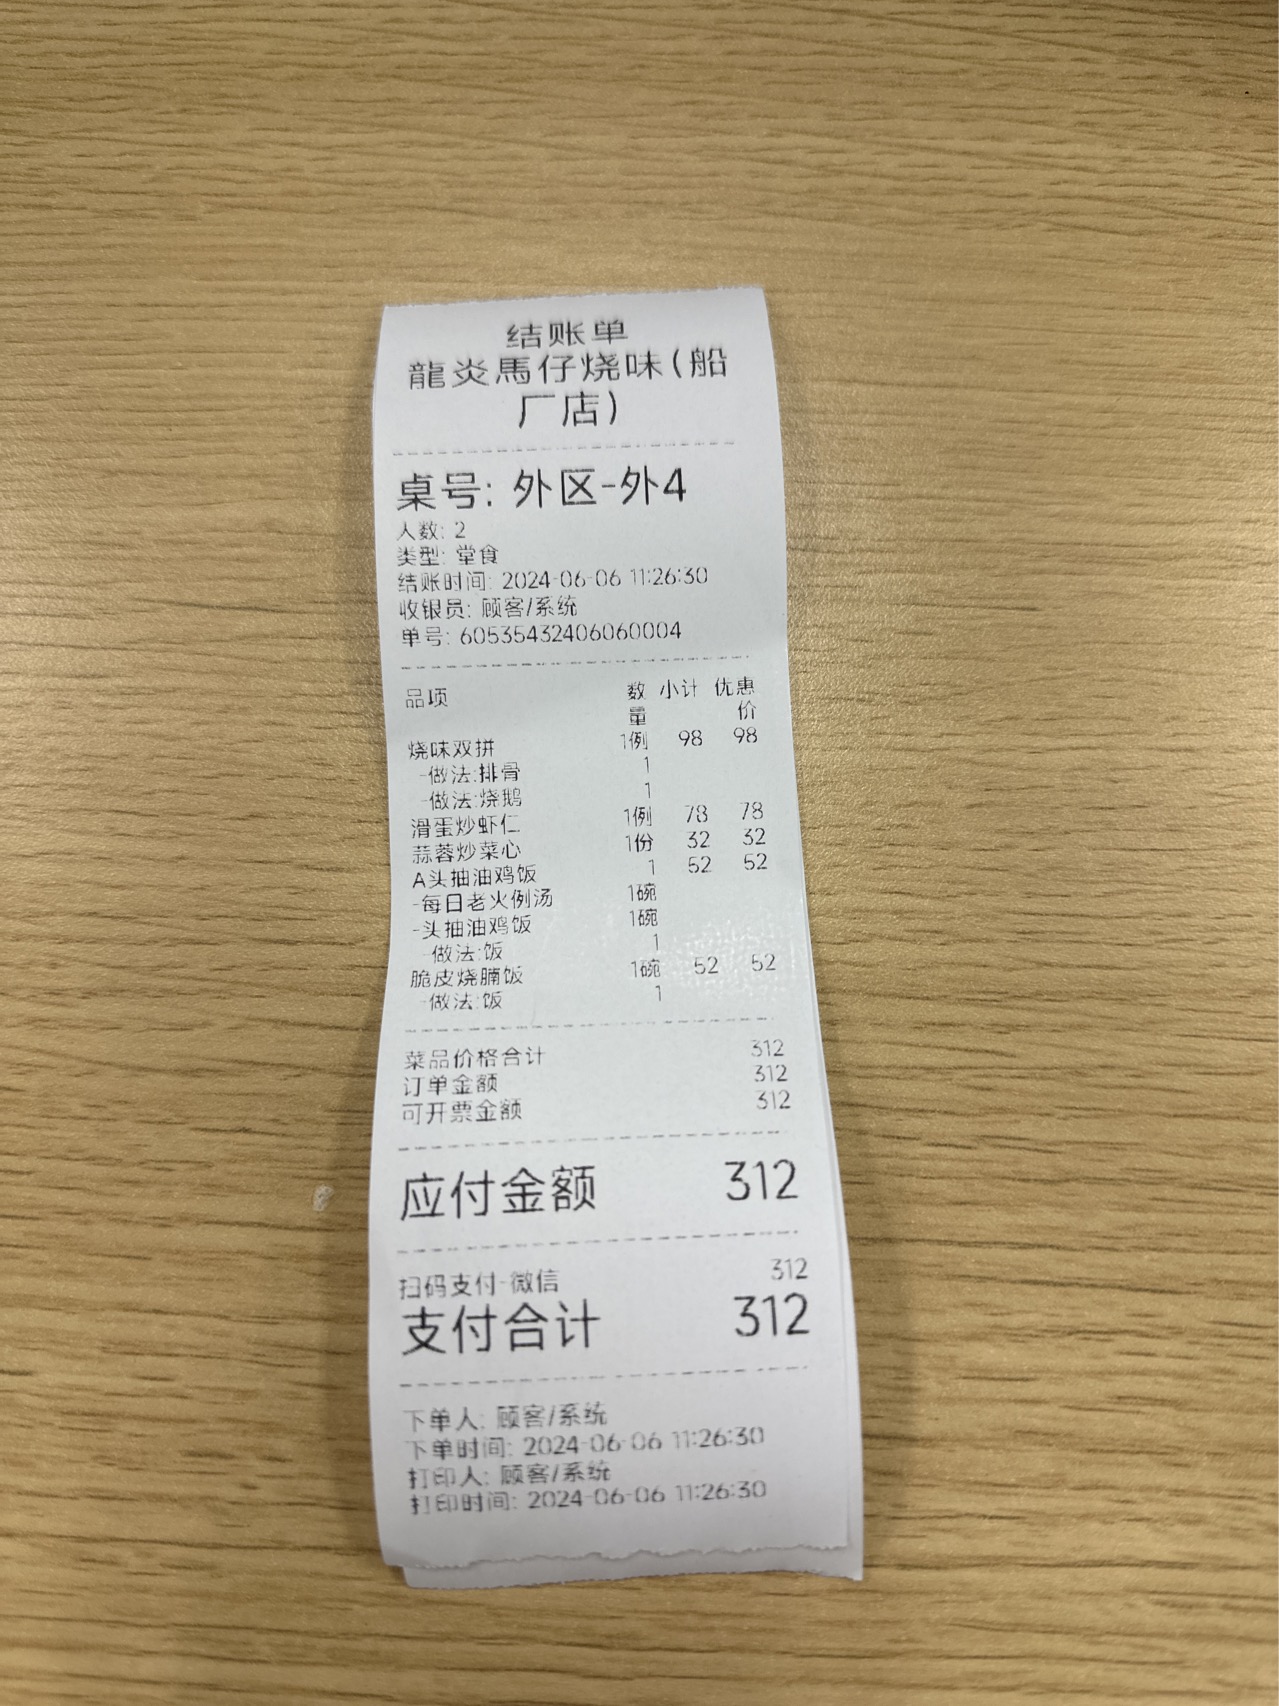 结账单
龍炎馬仔烧味(船
厂店)
桌号: 外区-外4
人数: 2
类型: 堂食
结账时间: 2024-06-06 11:26:30
收银员: 顾客/系统
单号: 605354432406060004
品项 数量 小计 优惠价
烧味双拼 1例 98 98
-做法:排骨 1
-做法:烧鹅 1
滑蛋炒虾仁 1例 78 78
蒜蓉炒菜心 1份 32 32
A头抽油鸡饭 1 52 52
-每日老火例汤 1碗
-头抽油鸡饭 1碗
-做法:饭 1
脆皮烧腩饭 1碗 52 52
-做法:饭 1
菜品价格合计 312
订单金额 312
可开票金额 312
应付金额 312
扫码支付-微信 312
支付合计 312
下单人: 顾客/系统
下单时间: 2024-06-06 11:26:30
打印人: 顾客/系统
打印时间: 2024-06-06 11:26:30